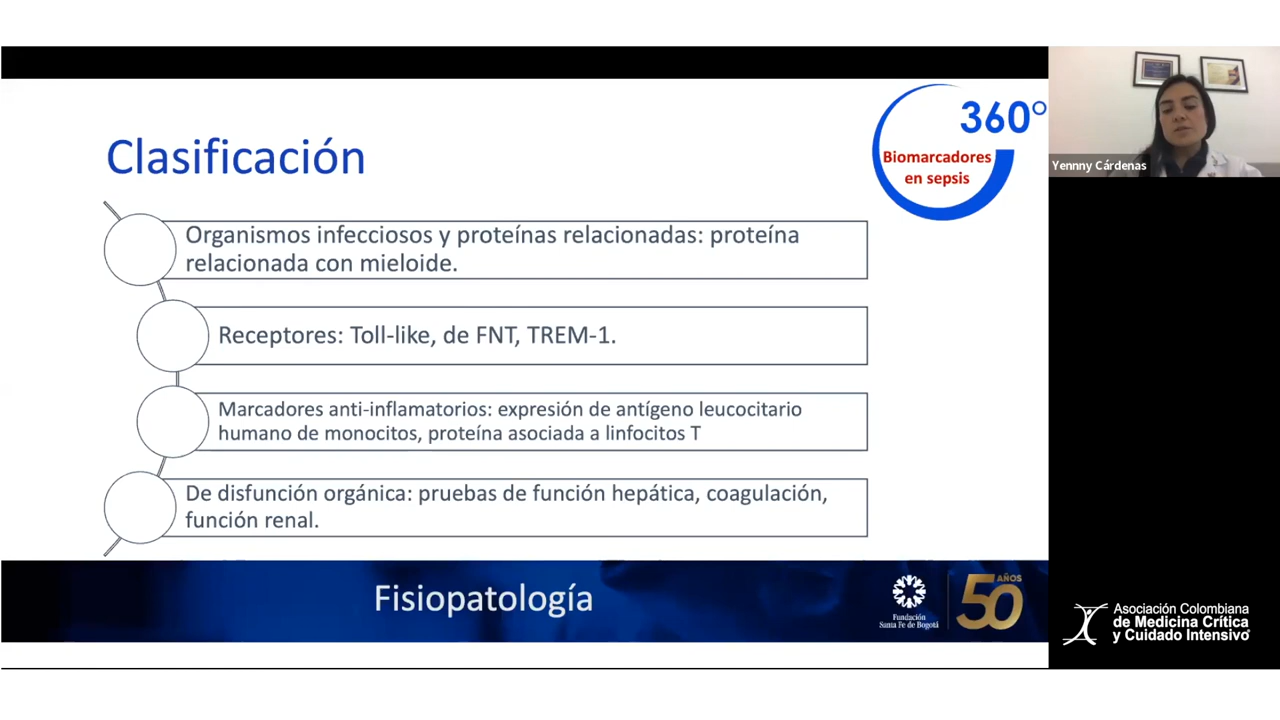 Clasificación
360°
Biomarcadores
en sepsis
Yennny Cárdenas
Organismos infecciosos y proteínas relacionadas: proteína
relacionada con mieloide.
Receptores: Toll-like, de FNT, TREM-1.
Marcadores anti-inflamatorios: expresión de antígeno leucocitario
humano de monocitos, proteína asociada a linfocitos T
De disfunción orgánica: pruebas de función hepática, coagulación,
función renal.
Fisiopatología
Fundación
Santa Fe de Bogotá
50 AÑOS
Asociación Colombiana
de Medicina Crítica
y Cuidado Intensivo